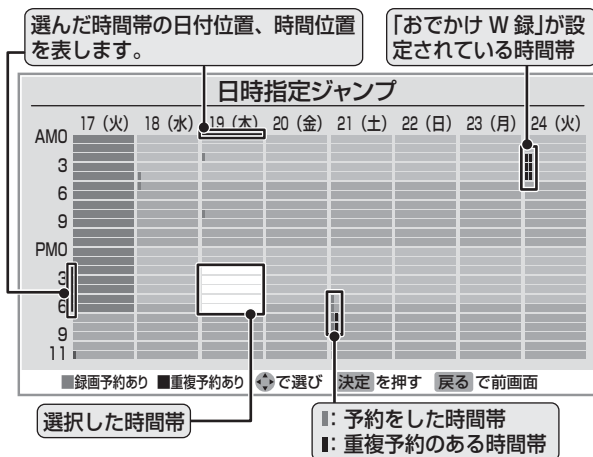 選んだ時間帯の日付位置、時間位置
を表します。
「おでかけ W 録」が設
定されている時間帯
日時指定ジャンプ
17（火） 18（水） 19（木） 20（金） 21（土） 22（日） 23（月） 24（火）
AM0
3
6
9
PM0
3
6
9
11
■録画予約あり ■重複予約あり で選び 決定 を押す 戻る で前画面
選択した時間帯
▮: 予約をした時間帯
▮: 重複予約のある時間帯